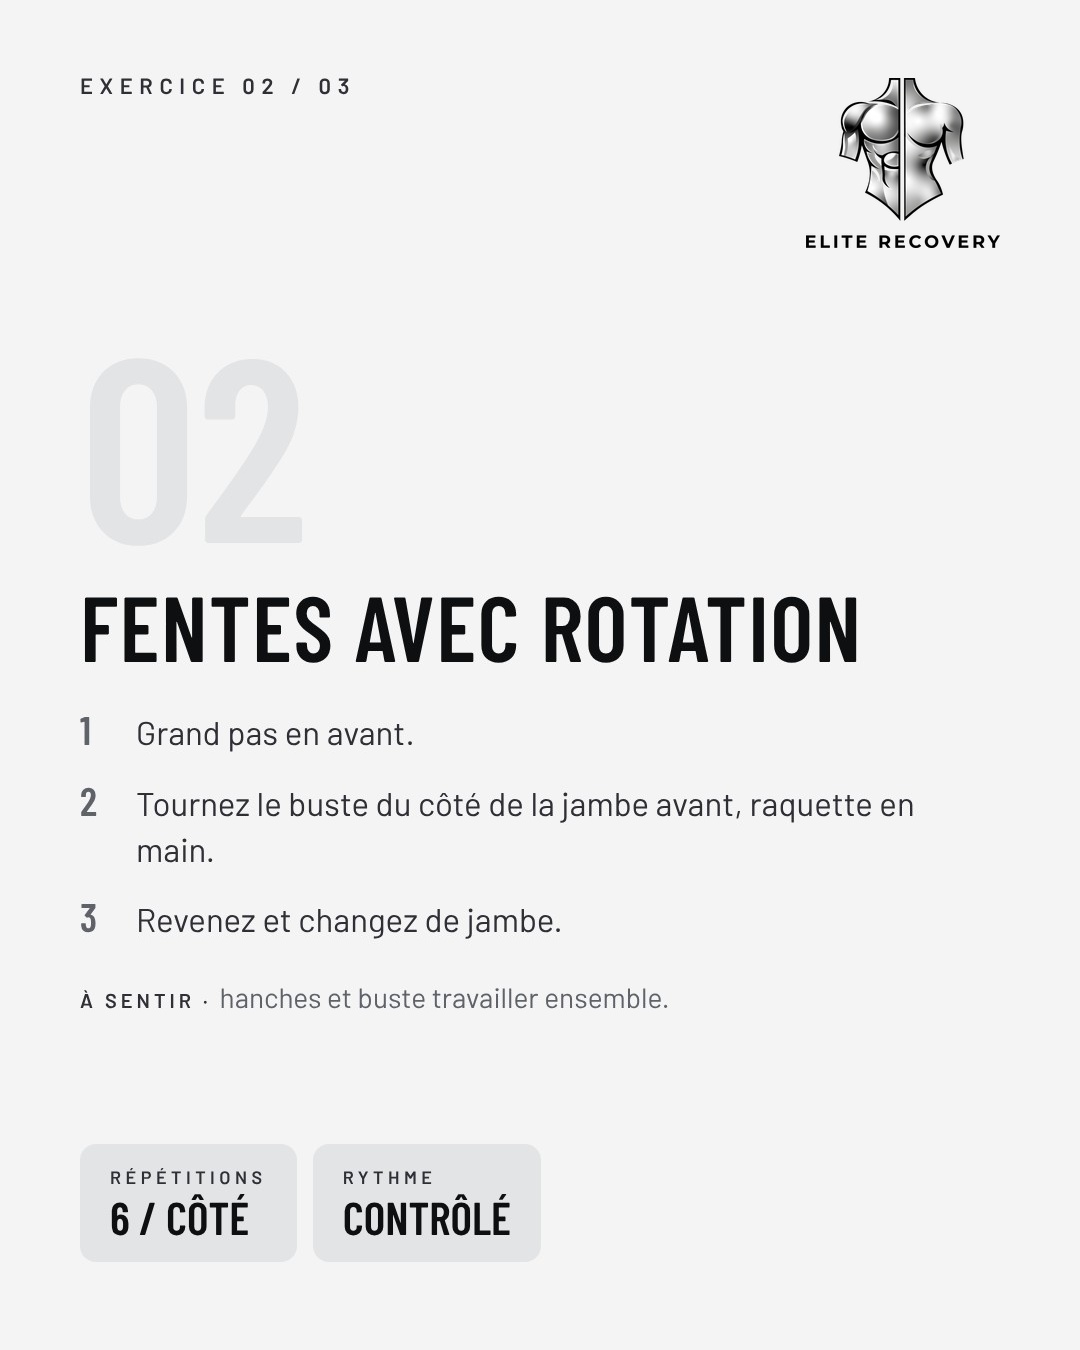 EXERCICE 02 / 03
ELITE RECOVERY
02
FENTES AVEC ROTATION
1 Grand pas en avant.
2 Tournez le buste du côté de la jambe avant, raquette en
main.
3 Revenez et changez de jambe.
À SENTIR · hanches et buste travailler ensemble.
RÉPÉTITIONS
6 / CÔTÉ
RYTHME
CONTRÔLÉ